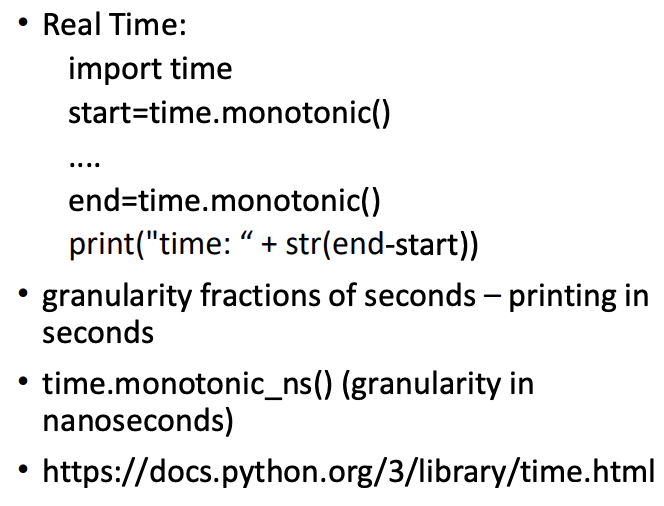 • Real Time:
import time
start=time.monotonic()
....
end=time.monotonic()
print("time: “ + str(end-start))
• granularity fractions of seconds – printing in
seconds
• time.monotonic_ns() (granularity in
nanoseconds)
• https://docs.python.org/3/library/time.html